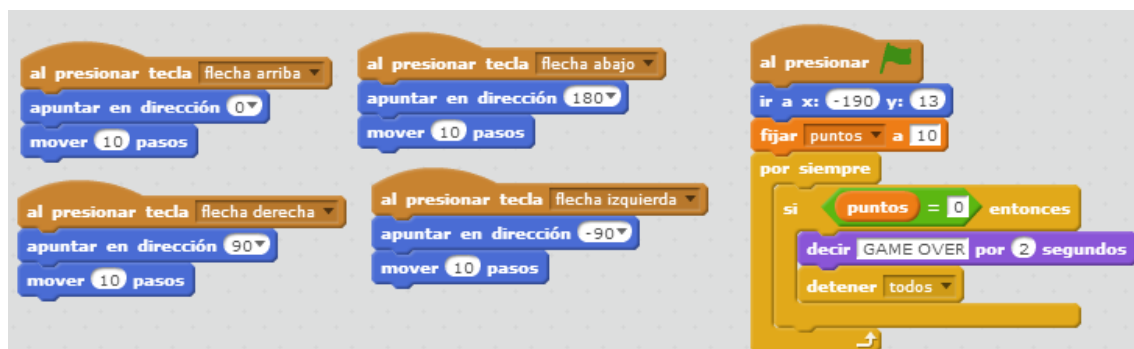 al presionar tecla flecha arriba
apuntar en dirección 0
mover 10 pasos
al presionar tecla flecha abajo
apuntar en dirección 180
mover 10 pasos
al presionar tecla flecha derecha
apuntar en dirección 90
mover 10 pasos
al presionar tecla flecha izquierda
apuntar en dirección -90
mover 10 pasos
al presionar
ir a x: -190 y: 13
fijar puntos a 10
por siempre
si puntos = 0 entonces
decir GAME OVER por 2 segundos
detener todos